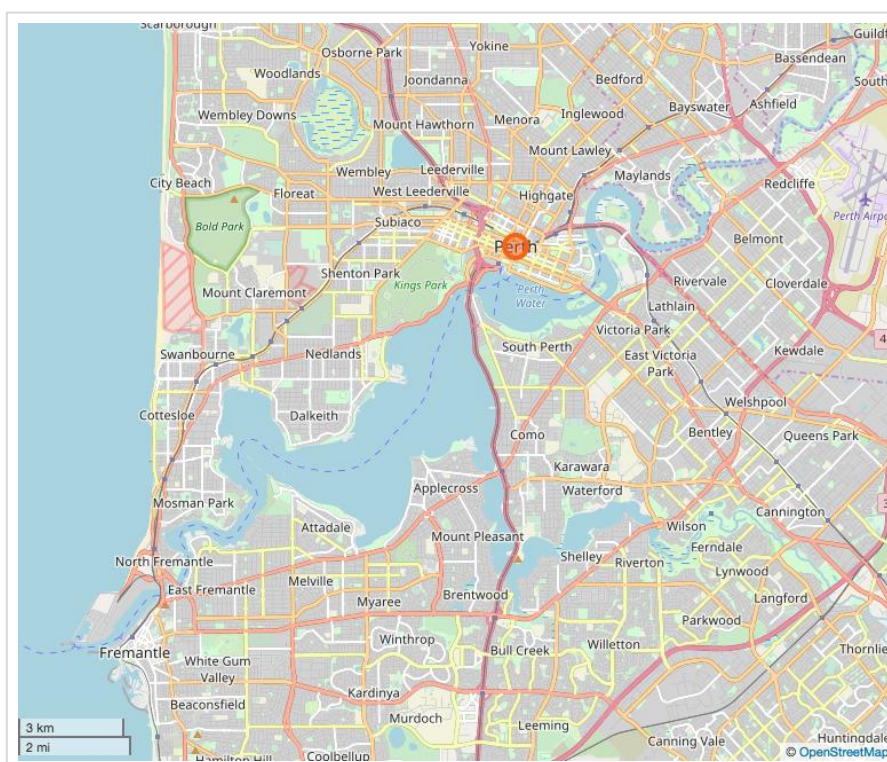 Scarborough
Osborne Park
Yokine
Guildf
Bassendean
Woodlands
Joondanna
Bedford
South
Wembley Downs
Menora
Inglewood
Bayswater
Ashfield
Mount Hawthorn
Mount Lawley
Wembley
Leederville
Maylands
City Beach
Floreat
West Leederville
Highgate
Redcliffe
Bold Park
Subiaco
Perth
Perth Airpo
Belmont
Shenton Park
Mount Claremont
Kings Park
Perth
Water
Rivervale
Cloverdale
Lathlain
Victoria Park
Swanbourne
Nedlands
South Perth
East Victoria
Park
Kewdale
4
Cottesloe
Dalkeith
Welshpool
Como
Bentley
Queens Park
Karawara
Applecross
Waterford
Mosman Park
3
Cannington
Attadale
Mount Pleasant
Wilson
North Fremantle
Shelley
Riverton
Ferndale
East Fremantle
Melville
Lynwood
Myaree
Brentwood
Langford
Parkwood
Fremantle
Winthrop
Bull Creek
Willetton
Thornlie
White Gum
Valley
Beaconsfield
Kardinya
Murdoch
Leeming
3 km
2 mi
Canning Vale
Huntingdale
Hamilton Hill
Coolbellup
© OpenStreetMap